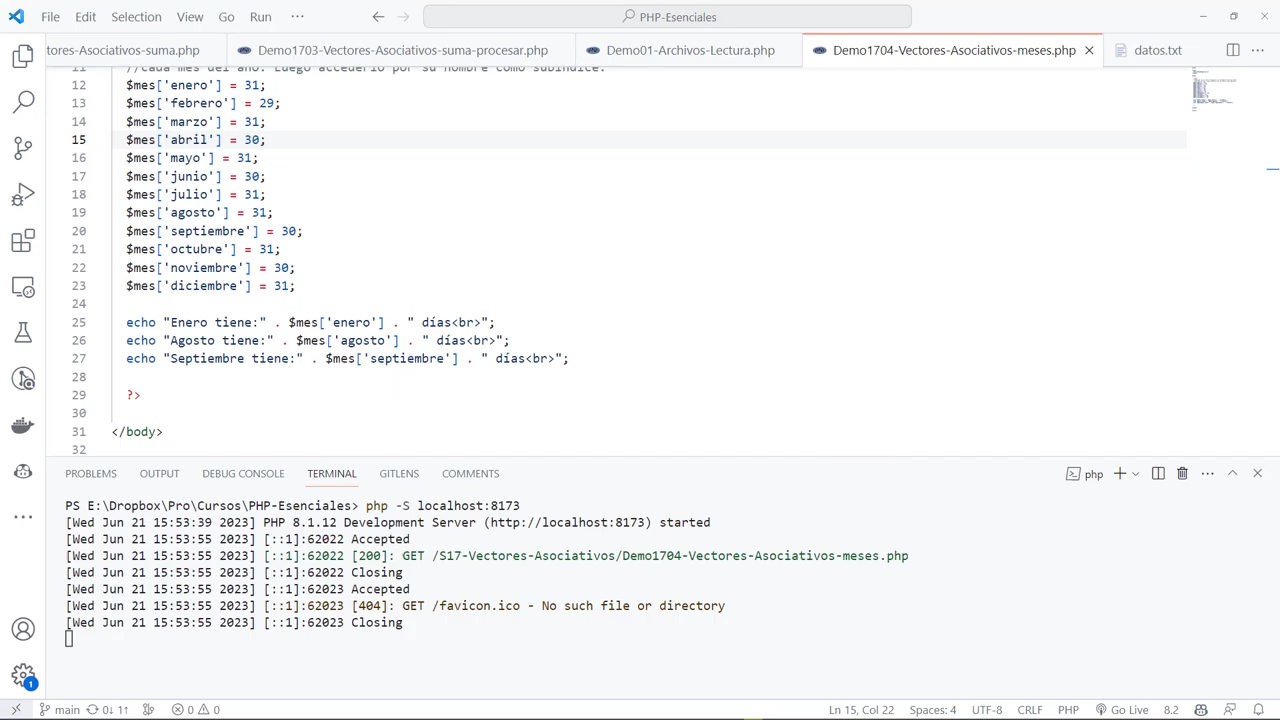 File Edit Selection View Go Run ··· PHP-Esenciales
tores-Asociativos-suma.php Demo1703-Vectores-Asociativos-suma-procesar.php Demo01-Archivos-Lectura.php Demo1704-Vectores-Asociativos-meses.php datos.txt
11 //cada mes del año. Luego accederlo por su nombre como subíndice.
12 $mes['enero'] = 31;
13 $mes['febrero'] = 29;
14 $mes['marzo'] = 31;
15 $mes['abril'] = 30;
16 $mes['mayo'] = 31;
17 $mes['junio'] = 30;
18 $mes['julio'] = 31;
19 $mes['agosto'] = 31;
20 $mes['septiembre'] = 30;
21 $mes['octubre'] = 31;
22 $mes['noviembre'] = 30;
23 $mes['diciembre'] = 31;
24
25 echo "Enero tiene:" . $mes['enero'] . " días<br>";
26 echo "Agosto tiene:" . $mes['agosto'] . " días<br>";
27 echo "Septiembre tiene:" . $mes['septiembre'] . " días<br>";
28
29 ?>
30
31 </body>
32
PROBLEMS OUTPUT DEBUG CONSOLE TERMINAL GITLENS COMMENTS php
PS E:\Dropbox\Pro\Cursos\PHP-Esenciales> php -S localhost:8173
[Wed Jun 21 15:53:39 2023] PHP 8.1.12 Development Server (http://localhost:8173) started
[Wed Jun 21 15:53:55 2023] [::1]:62022 Accepted
[Wed Jun 21 15:53:55 2023] [::1]:62022 [200]: GET /S17-Vectores-Asociativos/Demo1704-Vectores-Asociativos-meses.php
[Wed Jun 21 15:53:55 2023] [::1]:62022 Closing
[Wed Jun 21 15:53:55 2023] [::1]:62023 Accepted
[Wed Jun 21 15:53:55 2023] [::1]:62023 [404]: GET /favicon.ico - No such file or directory
[Wed Jun 21 15:53:55 2023] [::1]:62023 Closing
1
main 0↓ 1↑ 0 0 Ln 15, Col 22 Spaces: 4 UTF-8 CRLF PHP Go Live 8.2